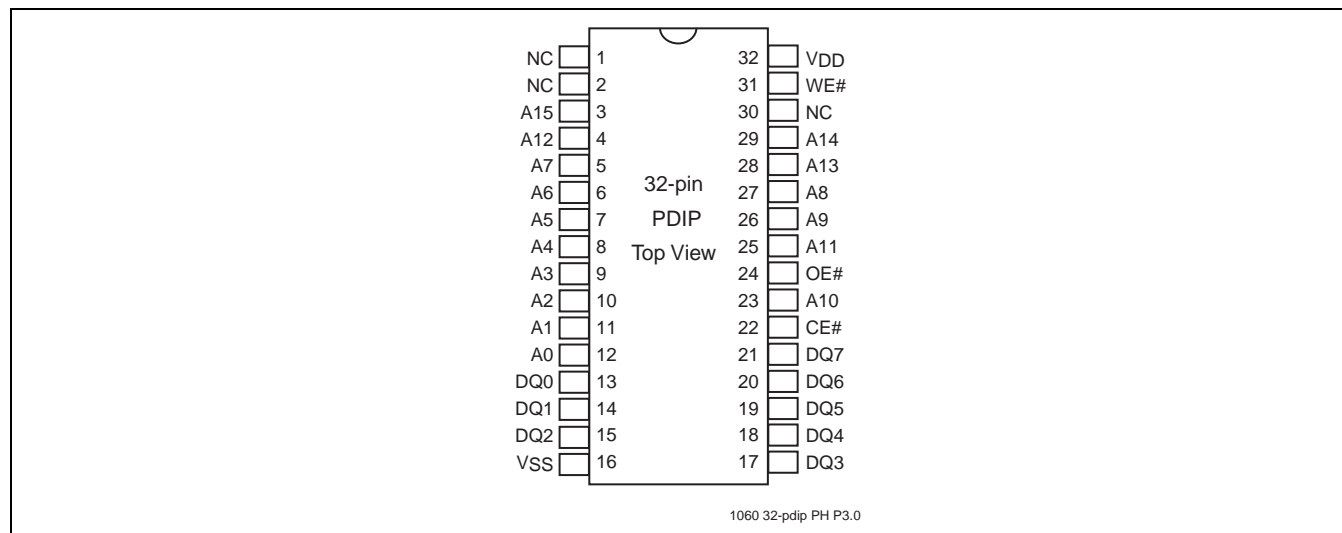 NC 1 32 VDD
NC 2 31 WE#
A15 3 30 NC
A12 4 29 A14
A7 5 28 A13
A6 6 27 A8
A5 7 26 A9
A4 8 25 A11
A3 9 24 OE#
A2 10 23 A10
A1 11 22 CE#
A0 12 21 DQ7
DQ0 13 20 DQ6
DQ1 14 19 DQ5
DQ2 15 18 DQ4
VSS 16 17 DQ3
32-pin
PDIP
Top View
1060 32-pdip PH P3.0